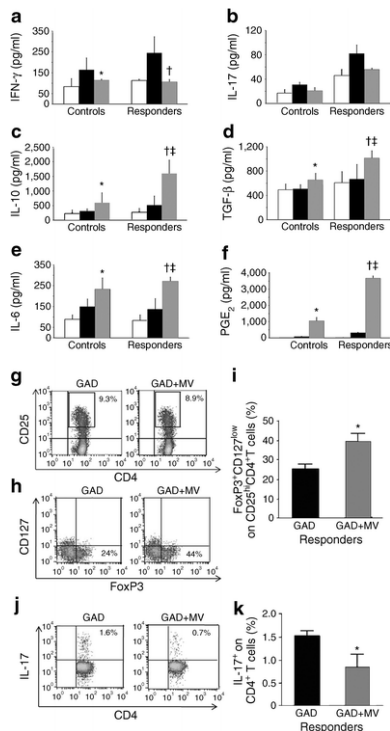 a
b
IFN-γ (pg/ml)
350
250
150
50
0
*
†
Controls
Responders
IL-17 (pg/ml)
120
80
40
0
Controls
Responders
c
d
IL-10 (pg/ml)
2,500
2,000
1,500
1,000
500
0
*
†‡
Controls
Responders
TGF-β (pg/ml)
1,200
800
400
0
*
†‡
Controls
Responders
e
f
IL-6 (pg/ml)
350
250
150
50
0
*
†‡
Controls
Responders
PGE2 (pg/ml)
4,000
3,000
2,000
1,000
0
*
†‡
Controls
Responders
g
GAD
GAD+MV
9.3%
8.9%
CD25
CD4
h
GAD
GAD+MV
24%
44%
CD127
FoxP3
i
FoxP3+CD127low
on CD25hiCD4+T cells (%)
50
40
30
20
10
0
*
GAD
GAD+MV
Responders
j
GAD
GAD+MV
1.6%
0.7%
IL-17
CD4
k
IL-17+ on
CD4+ T cells (%)
2.0
1.5
1.0
0.5
0
*
GAD
GAD+MV
Responders